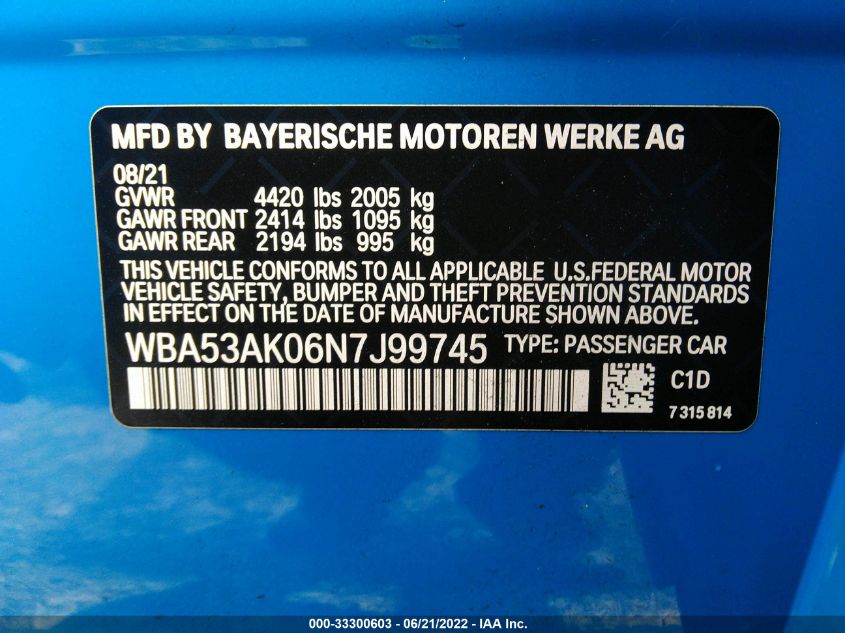 MFD BY BAYERISCHE MOTOREN WERKE AG
08/21
GVWR 4420 lbs 2005 kg
GAWR FRONT 2414 lbs 1095 kg
GAWR REAR 2194 lbs 995 kg
THIS VEHICLE CONFORMS TO ALL APPLICABLE U.S.FEDERAL MOTOR
VEHICLE SAFETY, BUMPER AND THEFT PREVENTION STANDARDS
IN EFFECT ON THE DATE OF MANUFACTURE SHOWN ABOVE.
WBA53AK06N7J99745 TYPE: PASSENGER CAR
C1D
7 315 814
000-33300603 - 06/21/2022 - IAA Inc.